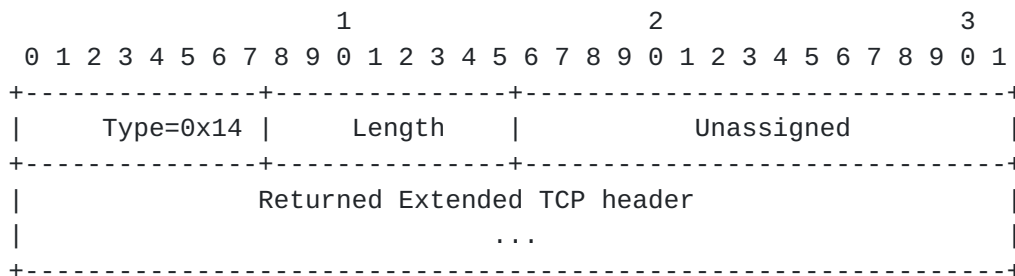 1                   2                   3
 0 1 2 3 4 5 6 7 8 9 0 1 2 3 4 5 6 7 8 9 0 1 2 3 4 5 6 7 8 9 0 1
+---------------+---------------+-------------------------------+
|     Type=0x14 |     Length    |           Unassigned          |
+---------------+---------------+-------------------------------+
|               Returned Extended TCP header                    |
|                              ...                              |
+---------------------------------------------------------------+